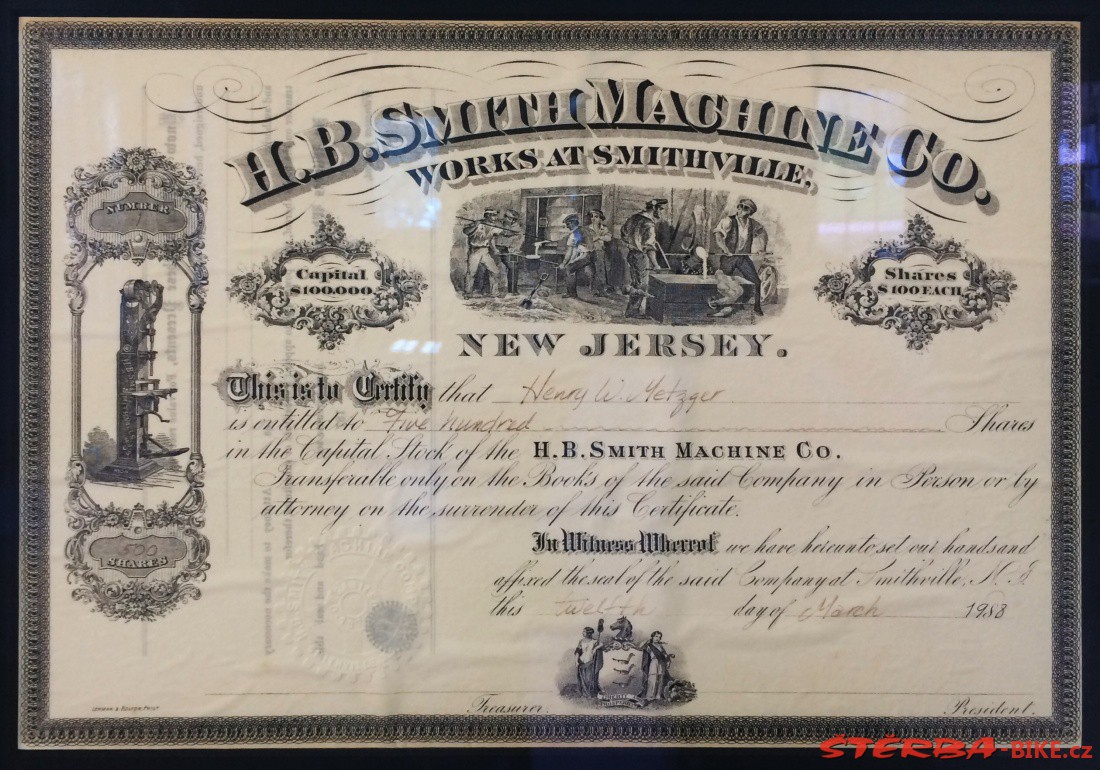 H. B. SMITH MACHINE CO.
WORKS AT SMITHVILLE,
NUMBER
1
Capital
$100.000
Shares
$100 EACH
NEW JERSEY.
This is to Certify that Henry W. Metzger
is entitled to Five hundred Shares
in the Capital Stock of the H. B. SMITH MACHINE CO.
Transferable only on the Books of the said Company in Person or by
attorney on the surrender of this Certificate.
In Witness Whereof we have hereunto set our hands and
affixed the seal of the said Company at Smithville, N. J.
this Twelfth day of March 1988
500
SHARES
Treasurer.
President.
STERBA-BIKE.cz